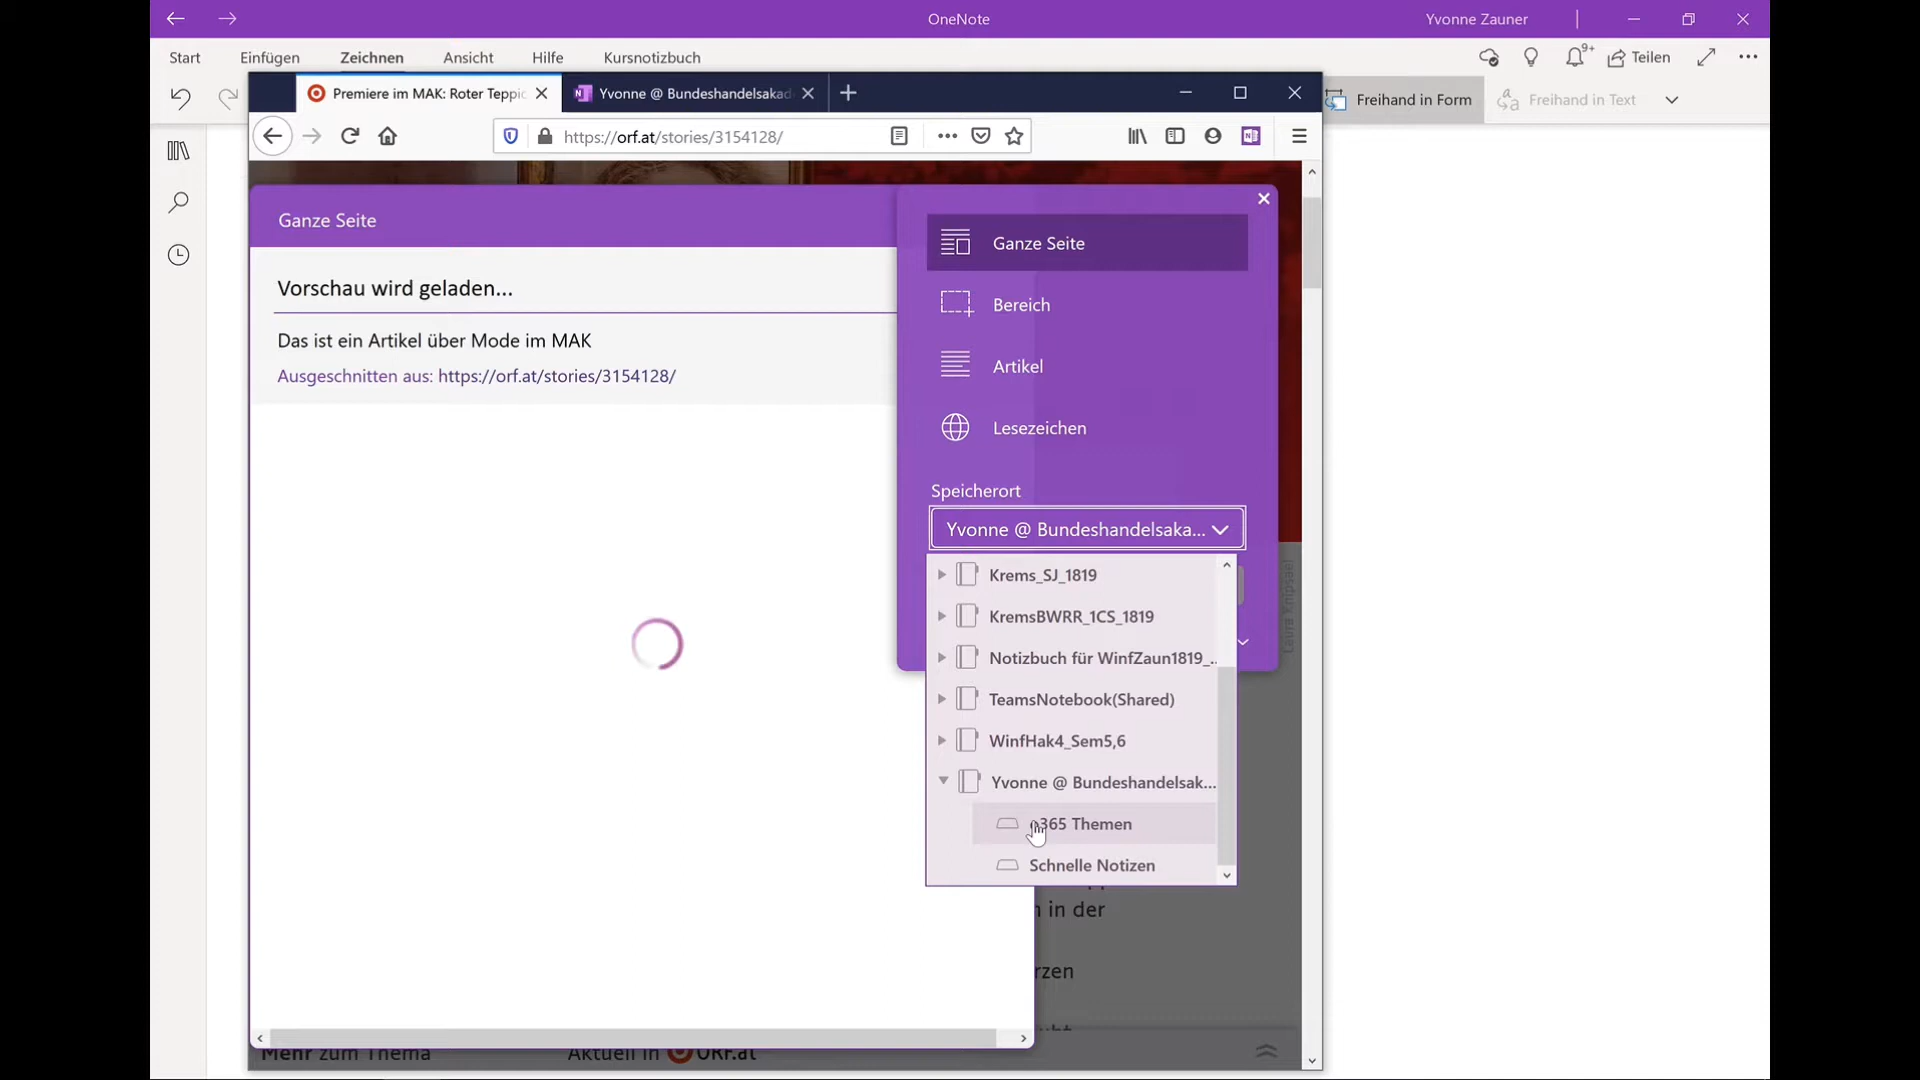 OneNote
Yvonne Zauner
Start
Einfügen
Zeichnen
Ansicht
Hilfe
Kursnotizbuch
9+
Teilen
Premiere im MAK: Roter Teppic
Yvonne @ Bundeshandelsakad
Freihand in Form
Freihand in Text
https://orf.at/stories/3154128/
Ganze Seite
Vorschau wird geladen...
Das ist ein Artikel über Mode im MAK
Ausgeschnitten aus: https://orf.at/stories/3154128/
Ganze Seite
Bereich
Artikel
Lesezeichen
Speicherort
Yvonne @ Bundeshandelsaka...
Krems_SJ_1819
KremsBWRR_1CS_1819
Notizbuch für WinfZaun1819_...
TeamsNotebook(Shared)
WinfHak4_Sem5,6
Yvonne @ Bundeshandelsak...
o365 Themen
Schnelle Notizen
in der
rzen
Mehr zum Thema
Aktuell in ORF.at